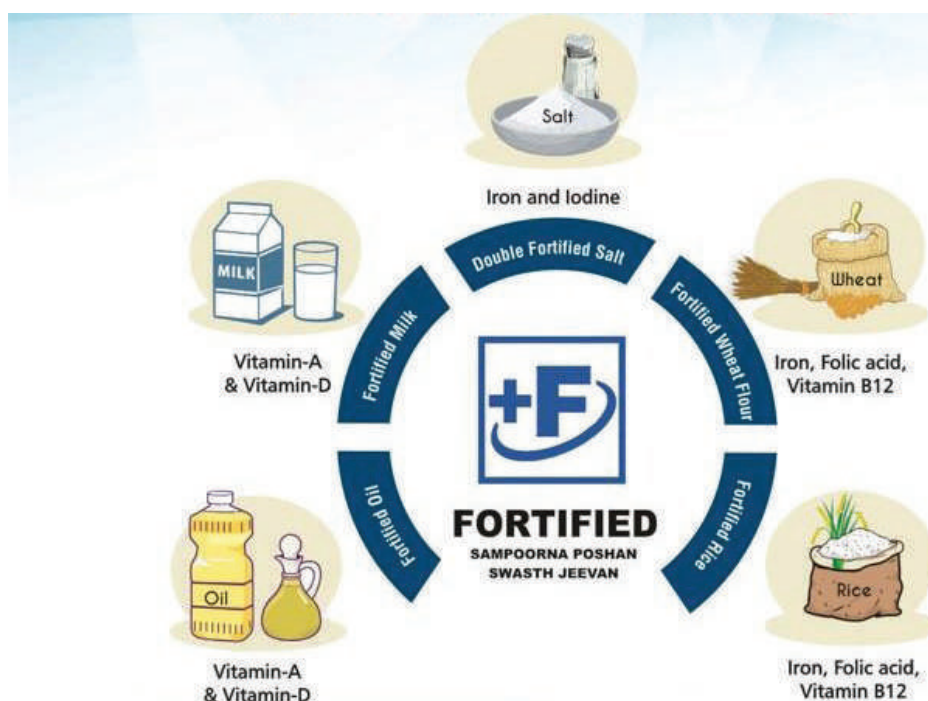 Salt
Iron and Iodine
Double Fortified Salt
MILK
Vitamin-A
& Vitamin-D
Fortified Milk
Wheat
Iron, Folic acid,
Vitamin B12
Fortified Wheat Flour
+F
FORTIFIED
SAMPOORNA POSHAN
SWASTH JEEVAN
Oil
Vitamin-A
& Vitamin-D
Fortified Oil
Rice
Iron, Folic acid,
Vitamin B12
Fortified Rice